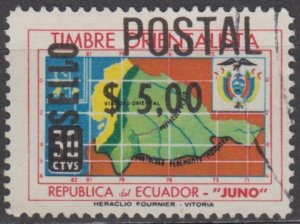 TIMBRE ORIENTALISTA
POSTAL
SELLO
$ 5,00
50
CTVS
REPUBLICA del ECUADOR - "JUNO"
HERACLIO FOURNIER - VITORIA